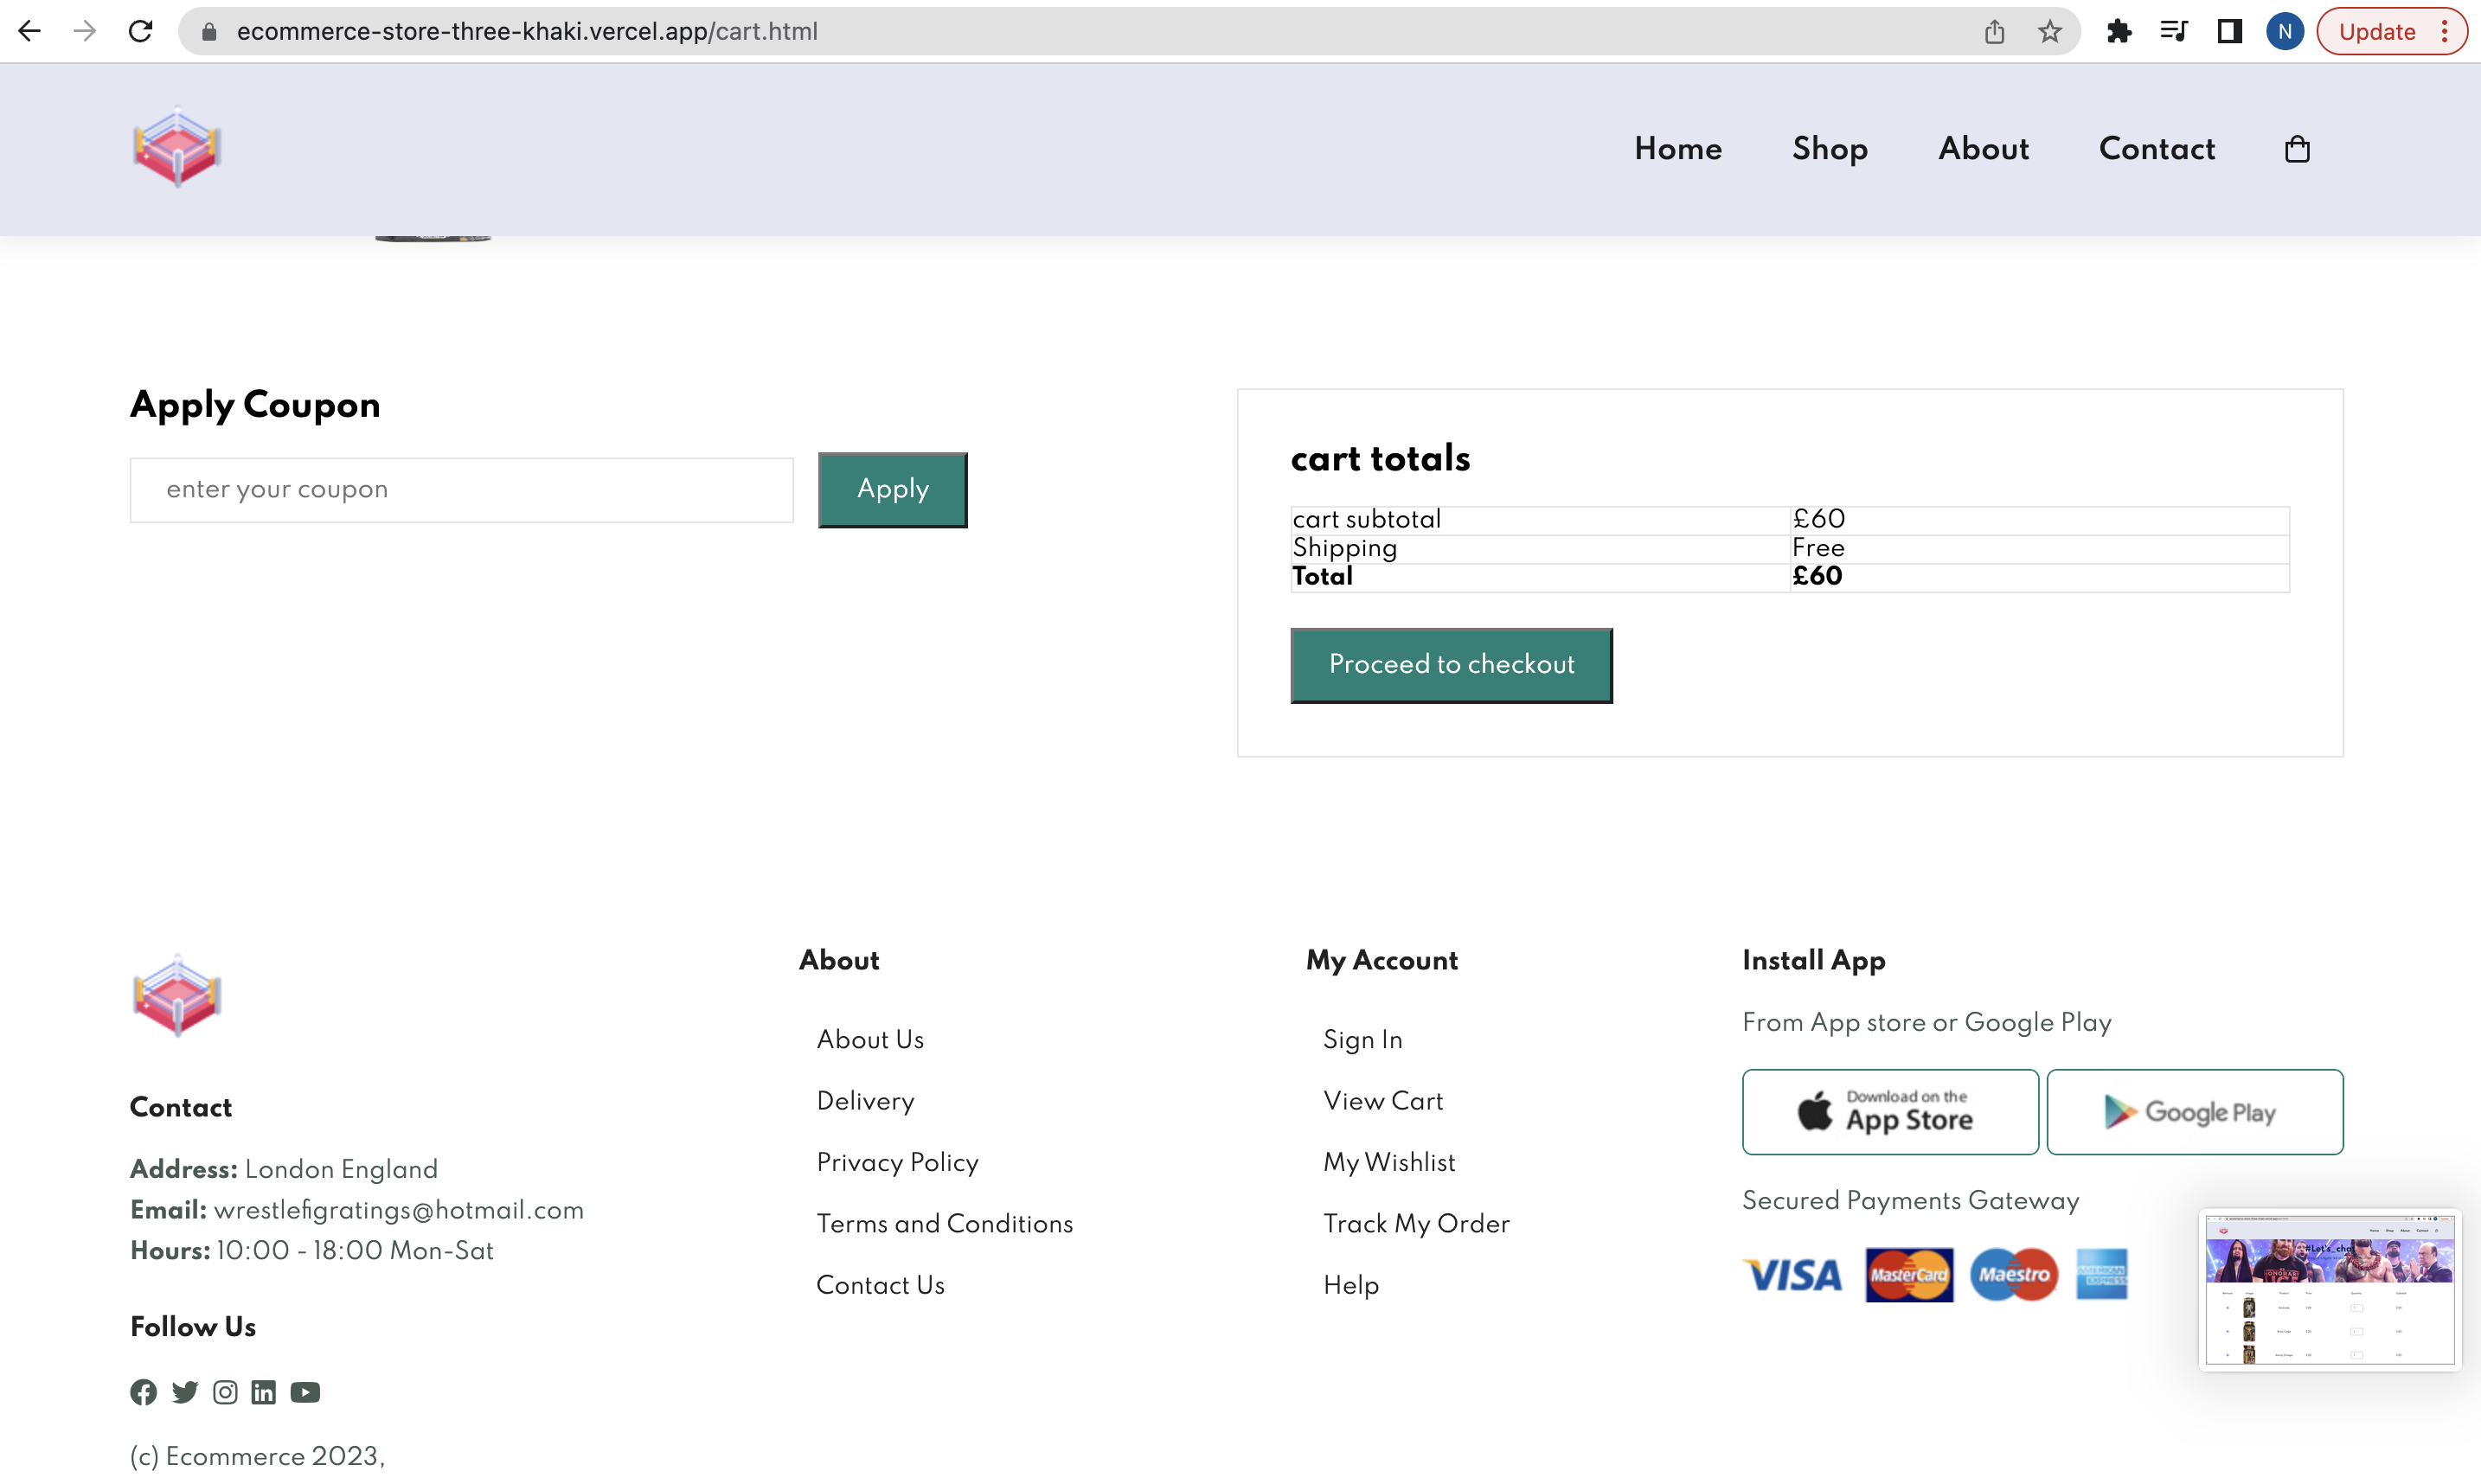 ecommerce-store-three-khaki.vercel.app/cart.html
N
Update
Home
Shop
About
Contact
Apply Coupon
enter your coupon
Apply
cart totals
cart subtotal £60
Shipping Free
Total £60
Proceed to checkout
Contact
Address: London England
Email: wrestlefigratings@hotmail.com
Hours: 10:00 - 18:00 Mon-Sat
Follow Us
(c) Ecommerce 2023,
About
About Us
Delivery
Privacy Policy
Terms and Conditions
Contact Us
My Account
Sign In
View Cart
My Wishlist
Track My Order
Help
Install App
From App store or Google Play
Download on the
App Store
Google Play
Secured Payments Gateway
VISA
MasterCard
Maestro
AMERICAN
EXPRESS
#Let's_cha